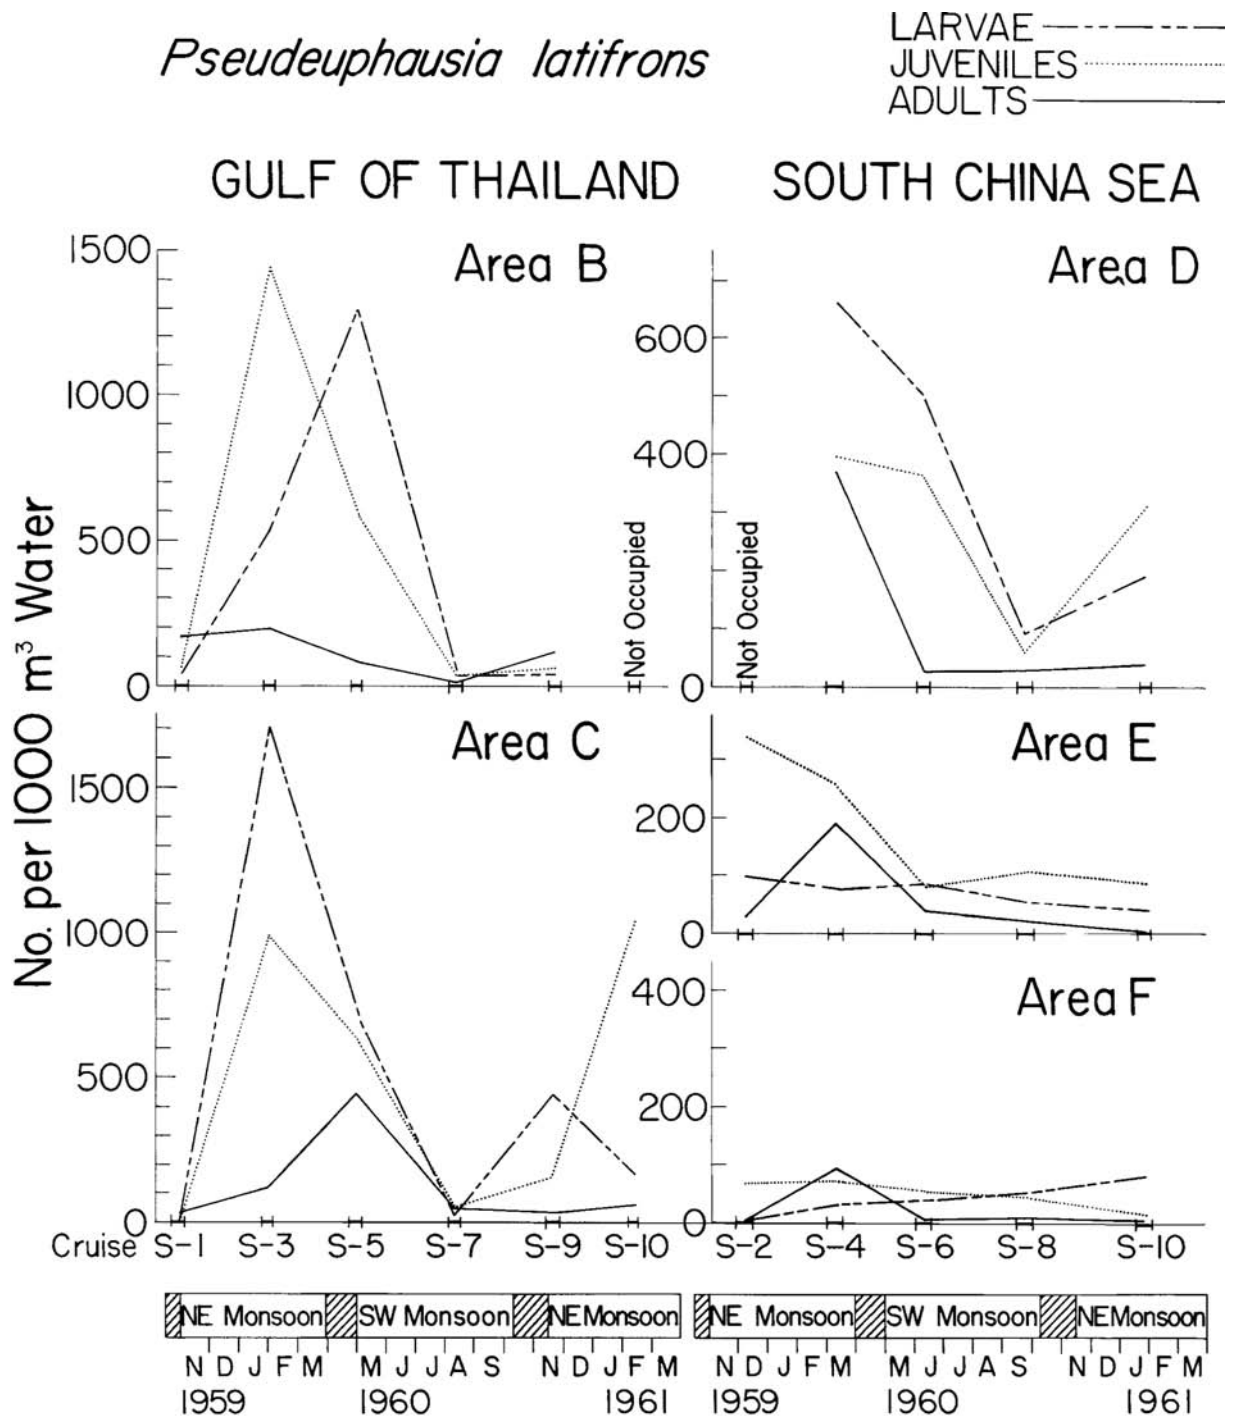 Pseudeuphausia latifrons
LARVAE
JUVENILES
ADULTS
GULF OF THAILAND
SOUTH CHINA SEA
No. per 1000 m³ Water
Area B
1500
1000
500
0
Not Occupied
Area D
600
400
0
Not Occupied
Area C
1500
1000
500
0
Area E
200
0
Area F
400
200
0
Cruise S-1 S-3 S-5 S-7 S-9 S-10
S-2 S-4 S-6 S-8 S-10
NE Monsoon SW Monsoon NE Monsoon
N D J F M M J J A S N D J F M
1959 1960 1961
NE Monsoon SW Monsoon NE Monsoon
N D J F M M J J A S N D J F M
1959 1960 1961